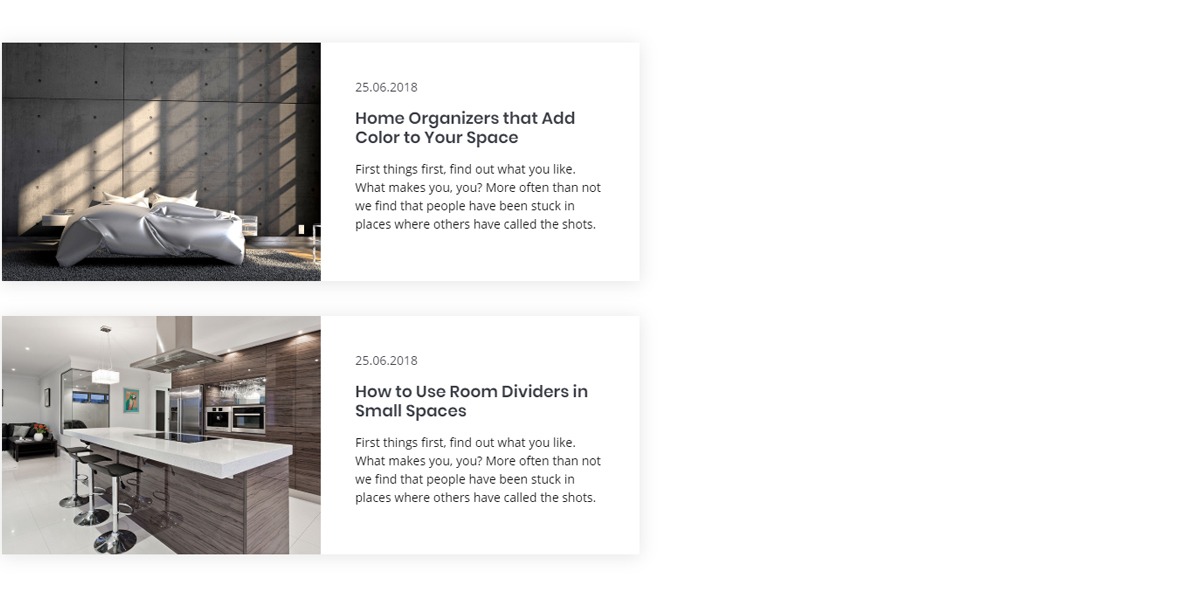 25.06.2018
Home Organizers that Add
Color to Your Space
First things first, find out what you like.
What makes you, you? More often than not
we find that people have been stuck in
places where others have called the shots.
25.06.2018
How to Use Room Dividers in
Small Spaces
First things first, find out what you like.
What makes you, you? More often than not
we find that people have been stuck in
places where others have called the shots.